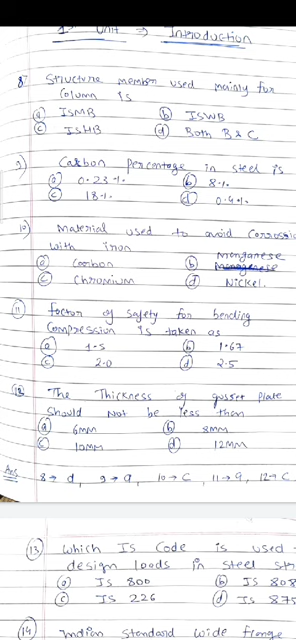 1st Unit ⇒ Introduction
8. Structure member used mainly for
column is
(a) ISMB (b) ISWB
(c) ISHB (d) Both B & C
9) Carbon percentage in steel is
(a) 0.23%. (b) 8%.
(c) 18%. (d) 0.4%.
10) Material used to avoid Corrossio
with iron
(a) Carbon (b) Manganese
(c) Chromium (d) Nickel.
(11) factor of safety for bending
Compression is taken as
(a) 1.5 (b) 1.67
(c) 2.0 (d) 2.5
(12) The Thickness of gusset plate
should Not be less than
(a) 6mm (b) 8mm
(c) 10mm (d) 12MM
Ans 8→d, 9→a, 10→C, 11→a, 12→C
(13) Which Is Code is used
design loads in steel st
(a) IS 800 (b) IS 808
(c) IS 226 (d) IS 875
(14) Indian Standard wide flange